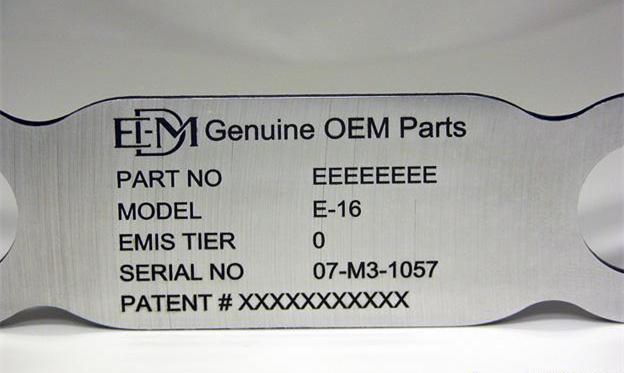 EMD Genuine OEM Parts
PART NO EEEEEEEE
MODEL E-16
EMIS TIER 0
SERIAL NO 07-M3-1057
PATENT # XXXXXXXXXXX